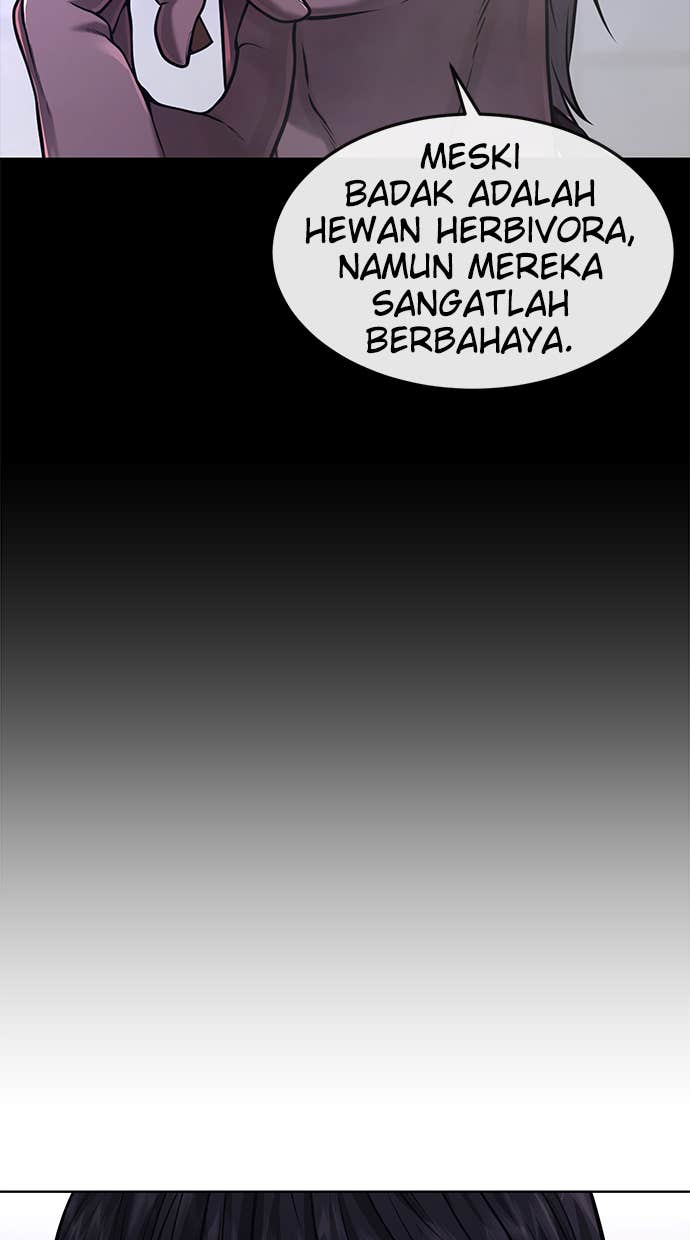 MESKI
BADAK ADALAH
HEWAN HERBIVORA,
NAMUN MEREKA
SANGATLAH
BERBAHAYA.